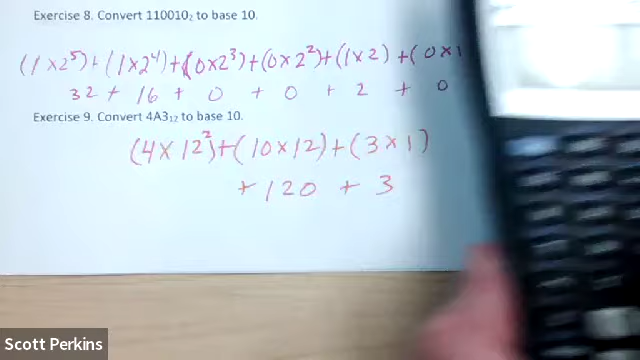 Exercise 8. Convert 110010₂ to base 10.
(1×2⁵)+(1×2⁴)+(0×2³)+(0×2²)+(1×2)+(0×1
32 + 16 + 0 + 0 + 2 + 0
Exercise 9. Convert 4A3₁₂ to base 10.
(4×12²)+(10×12)+(3×1)
+120 + 3
Scott Perkins